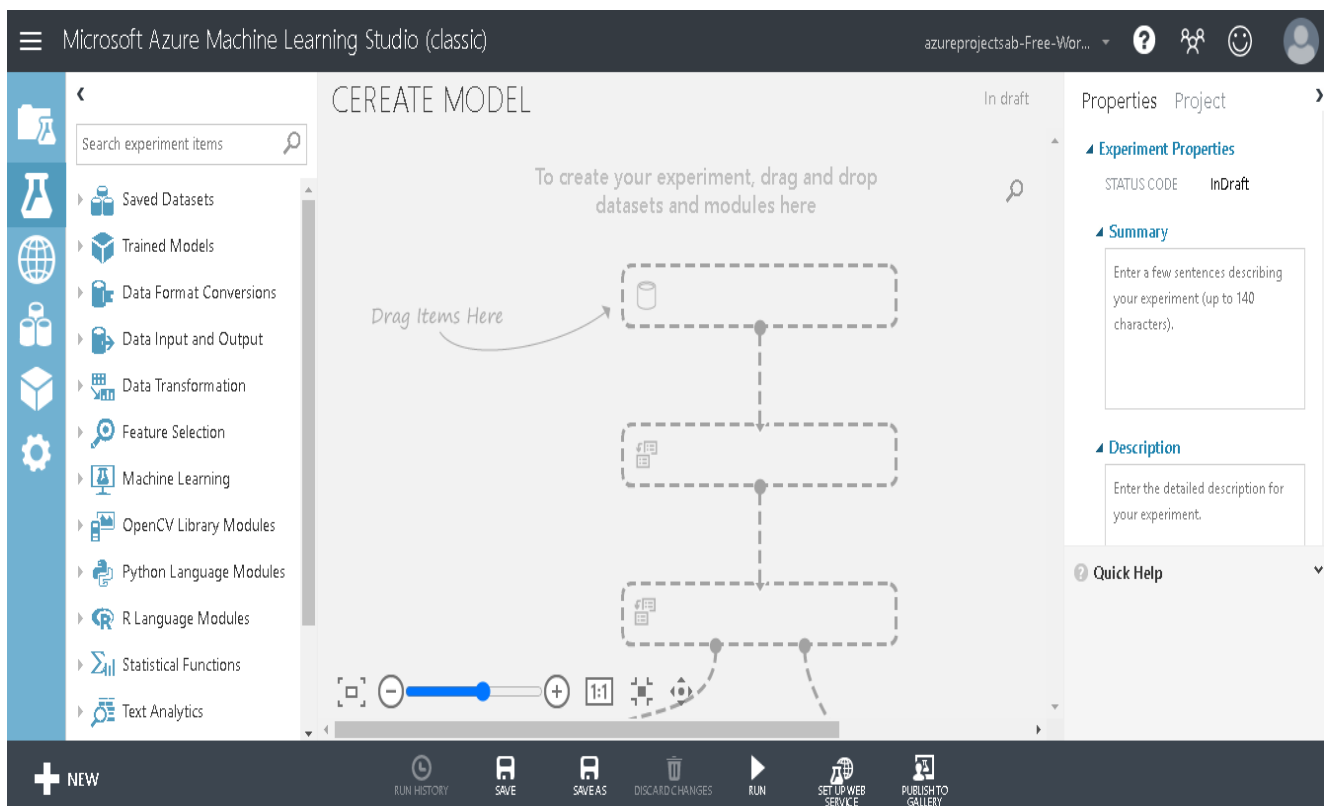 Microsoft Azure Machine Learning Studio (classic)
azureprojectsab-Free-Wor...
Search experiment items
Saved Datasets
Trained Models
Data Format Conversions
Data Input and Output
Data Transformation
Feature Selection
Machine Learning
OpenCV Library Modules
Python Language Modules
R Language Modules
Statistical Functions
Text Analytics
CEREATE MODEL
In draft
To create your experiment, drag and drop
datasets and modules here
Drag Items Here
1:1
Properties Project
Experiment Properties
STATUS CODE InDraft
Summary
Enter a few sentences describing
your experiment (up to 140
characters).
Description
Enter the detailed description for
your experiment.
Quick Help
NEW
RUN HISTORY
SAVE
SAVE AS
DISCARD CHANGES
RUN
SET UP WEB
SERVICE
PUBLISH TO
GALLERY